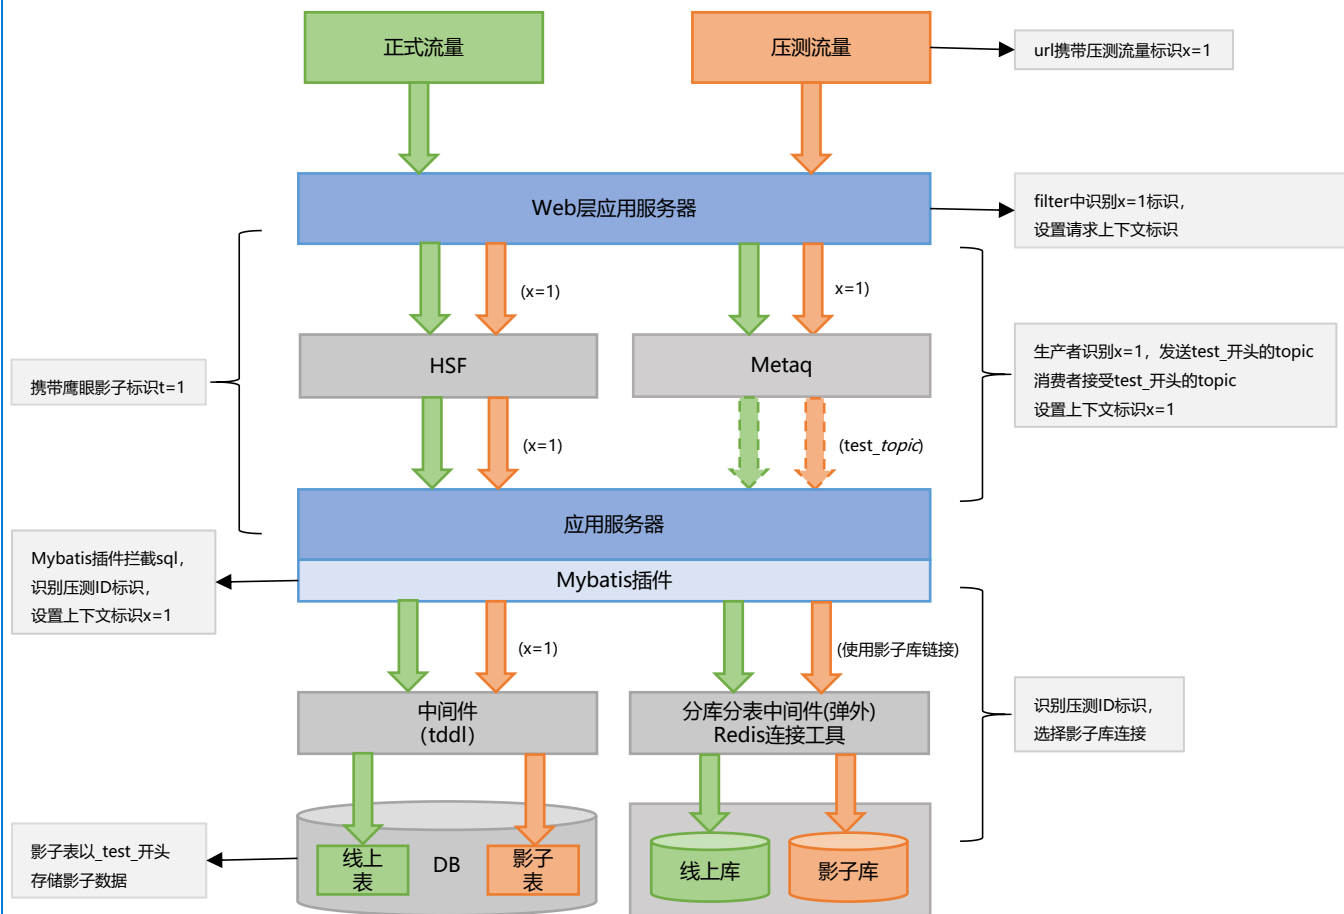 正式流量
压测流量
url携带压测流量标识x=1
Web层应用服务器
filter中识别x=1标识，
设置请求上下文标识
(x=1)
x=1)
HSF
Metaq
携带鹰眼影子标识t=1
生产者识别x=1，发送test_开头的topic
消费者接受test_开头的topic
设置上下文标识x=1
(x=1)
(test_topic)
应用服务器
Mybatis插件
Mybatis插件拦截sql，
识别压测ID标识，
设置上下文标识x=1
(x=1)
(使用影子库链接)
中间件
（tddl）
分库分表中间件(弹外)
Redis连接工具
识别压测ID标识，
选择影子库连接
影子表以_test_开头
存储影子数据
线上
表
DB
影子
表
线上库
影子库